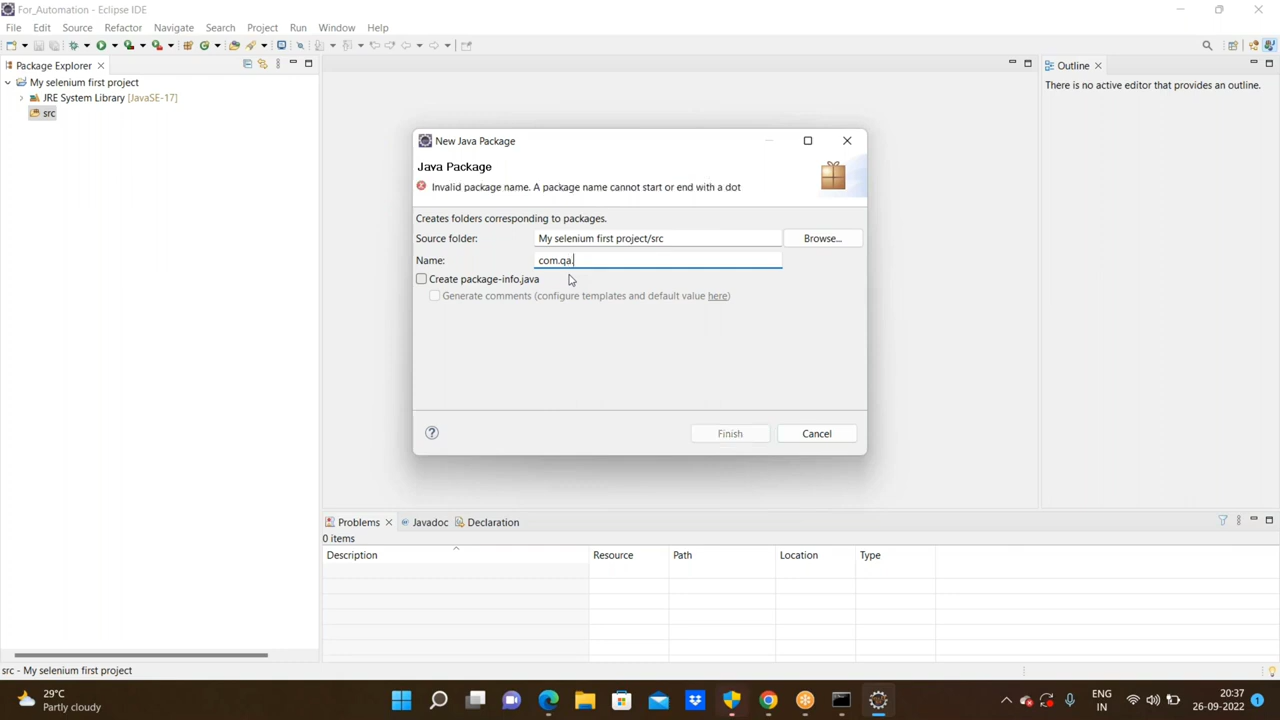 For_Automation - Eclipse IDE
File Edit Source Refactor Navigate Search Project Run Window Help
Package Explorer
My selenium first project
JRE System Library [JavaSE-17]
src
Outline
There is no active editor that provides an outline.
New Java Package
Java Package
Invalid package name. A package name cannot start or end with a dot
Creates folders corresponding to packages.
Source folder: My selenium first project/src Browse...
Name: com.qa.
Create package-info.java
Generate comments (configure templates and default value here)
? Finish Cancel
Problems Javadoc Declaration
0 items
Description Resource Path Location Type
src - My selenium first project
29°C
Partly cloudy
ENG
IN
20:37
26-09-2022
1